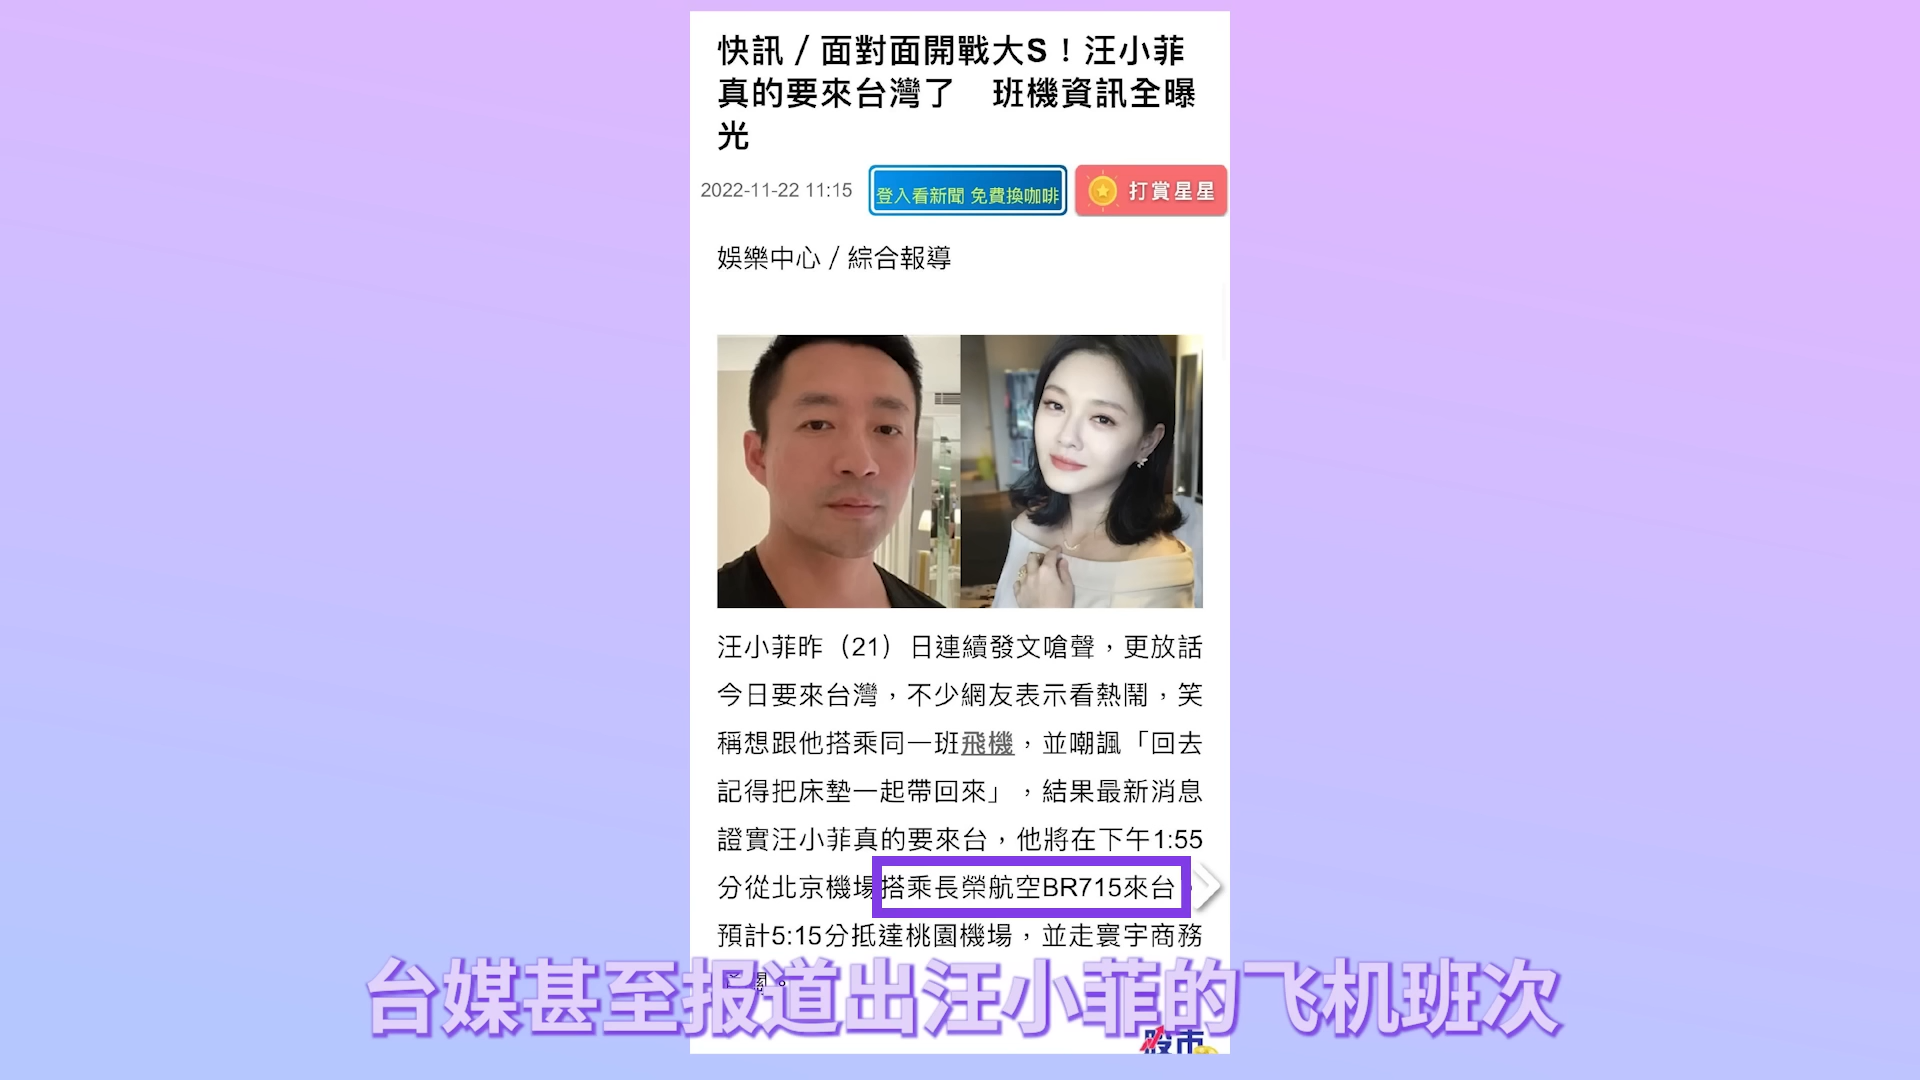 快訊／面對面開戰大S！汪小菲
真的要來台灣了　班機資訊全曝
光
2022-11-22 11:15
登入看新聞 免費換咖啡
打賞星星
娛樂中心／綜合報導
汪小菲昨（21）日連續發文嗆聲，更放話
今日要來台灣，不少網友表示看熱鬧，笑
稱想跟他搭乘同一班飛機，並嘲諷「回去
記得把床墊一起帶回來」，結果最新消息
證實汪小菲真的要來台，他將在下午1:55
分從北京機場搭乘長榮航空BR715來台，
預計5:15分抵達桃園機場，並走寰宇商務
台媒甚至报道出汪小菲的飞机班次
股市